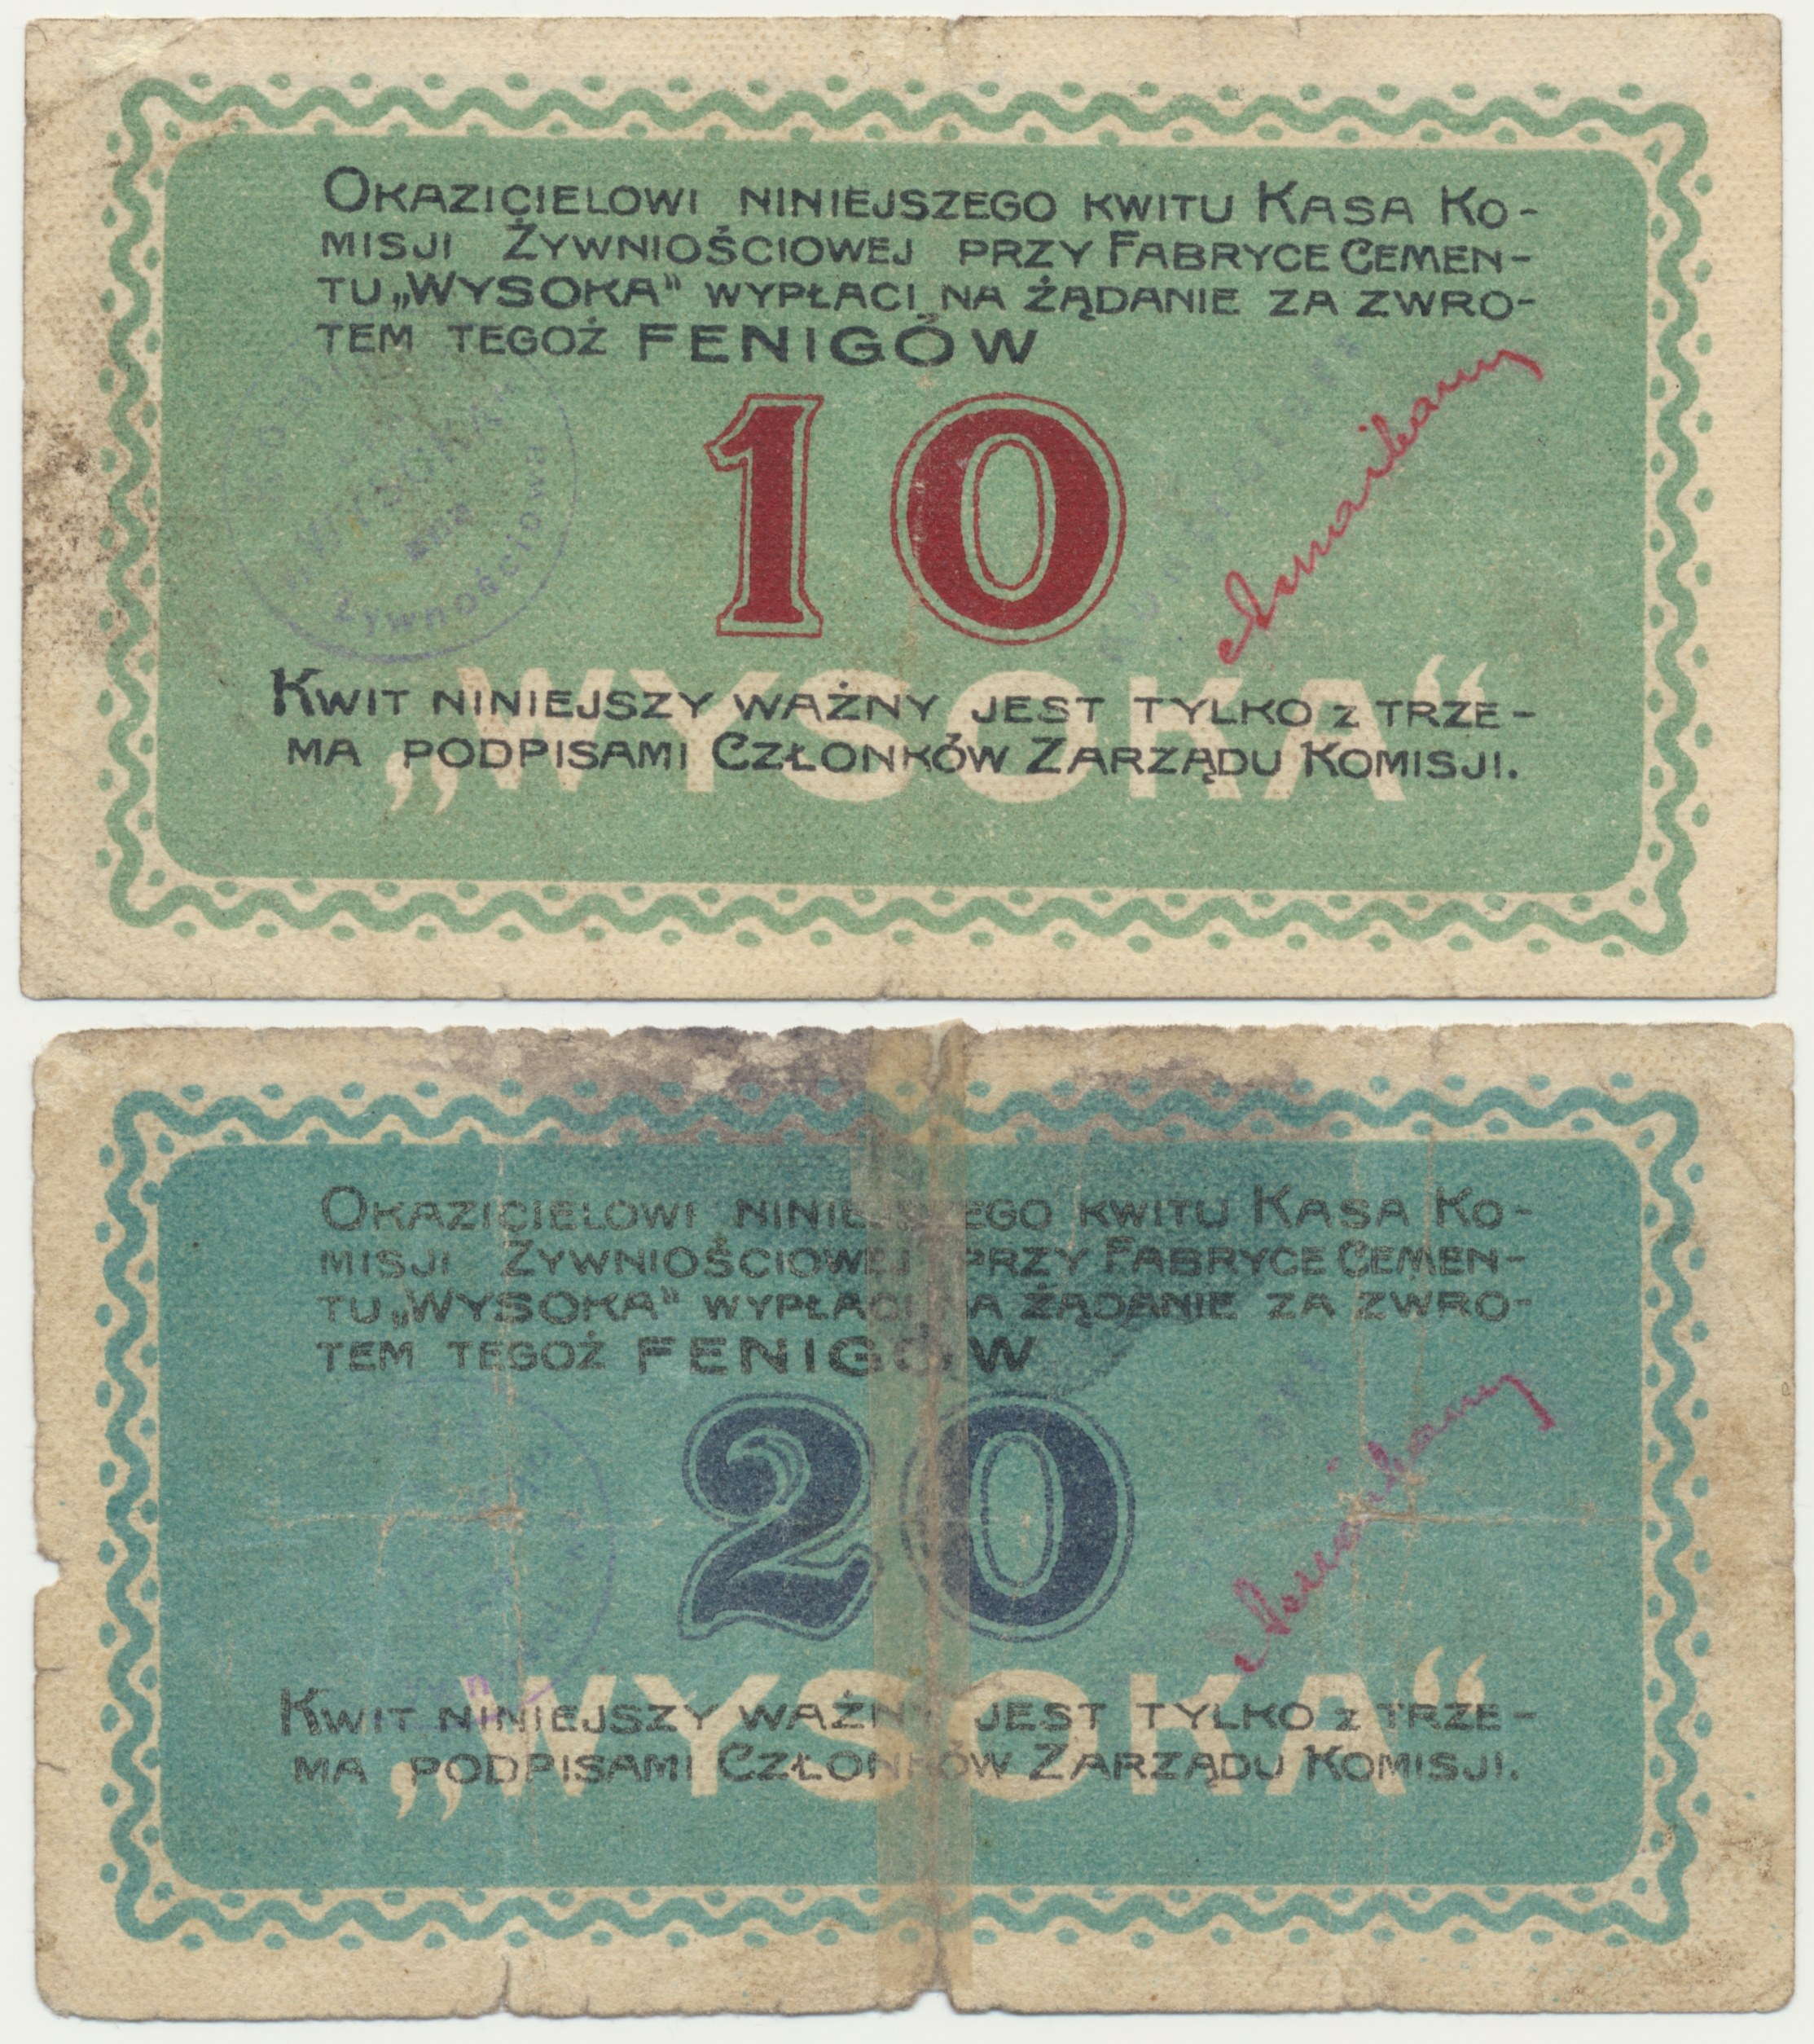 OKAZICIELOWI NINIEJSZEGO KWITU KASA KO-
MISJI ŻYWNIOŚCIOWEJ PRZY FABRYCE CEMEN-
TU „WYSOKA" WYPŁACI NA ŻĄDANIE ZA ZWRO-
TEM TEGOŻ FENIGÓW
10
Żywnościowa
„WYSOKA"
KWIT NINIEJSZY WAŻNY JEST TYLKO z TRZE-
MA PODPISAMI CZŁONKÓW ZARZĄDU KOMISJI.
OKAZICIELOWI NINIEJSZEGO KWITU KASA KO-
MISJI ŻYWNIOŚCIOWEJ PRZY FABRYCE CEMEN-
TU „WYSOKA" WYPŁACI NA ŻĄDANIE ZA ZWRO-
TEM TEGOŻ FENIGÓW
20
„WYSOKA"
KWIT NINIEJSZY WAŻNY JEST TYLKO z TRZE-
MA PODPISAMI CZŁONKÓW ZARZĄDU KOMISJI.